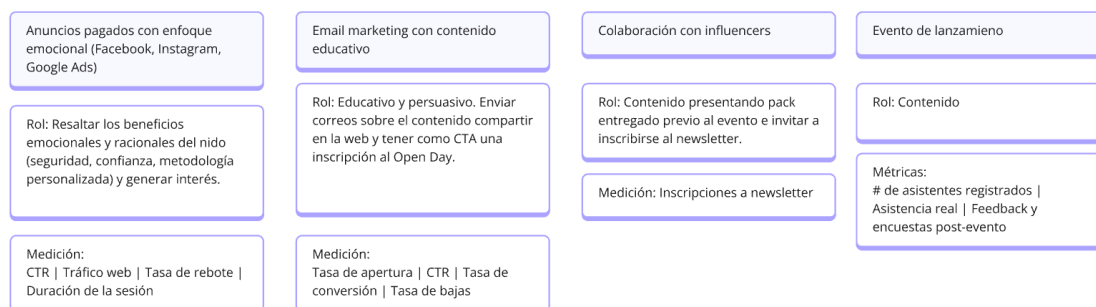 Anuncios pagados con enfoque
emocional (Facebook, Instagram,
Google Ads)
Rol: Resaltar los beneficios
emocionales y racionales del nido
(seguridad, confianza, metodología
personalizada) y generar interés.
Medición:
CTR | Tráfico web | Tasa de rebote |
Duración de la sesión
Email marketing con contenido
educativo
Rol: Educativo y persuasivo. Enviar
correos sobre el contenido compartir
en la web y tener como CTA una
inscripción al Open Day.
Medición:
Tasa de apertura | CTR | Tasa de
conversión | Tasa de bajas
Colaboración con influencers
Rol: Contenido presentando pack
entregado previo al evento e invitar a
inscribirse al newsletter.
Medición: Inscripciones a newsletter
Evento de lanzamieno
Rol: Contenido
Métricas:
# de asistentes registrados |
Asistencia real | Feedback y
encuestas post-evento